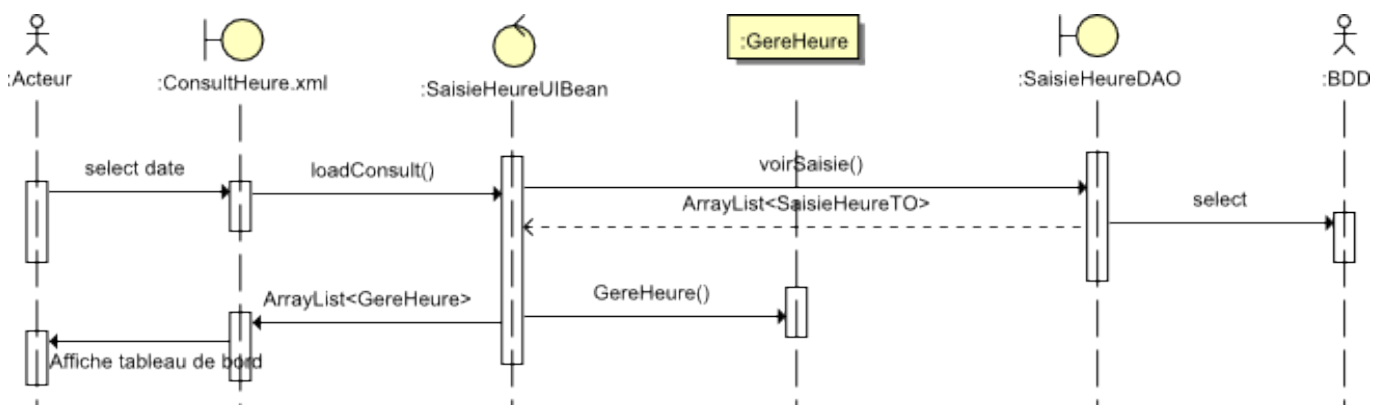 :Acteur
:ConsultHeure.xml
:SaisieHeureUIBean
:GereHeure
:SaisieHeureDAO
:BDD
select date
loadConsult()
voirSaisie()
ArrayList<SaisieHeureTO>
select
ArrayList<GereHeure>
GereHeure()
Affiche tableau de bord